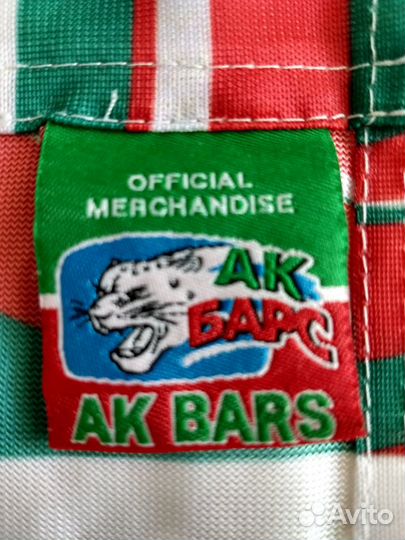 OFFICIAL
MERCHANDISE
АК
БАРС
AK BARS
Avito